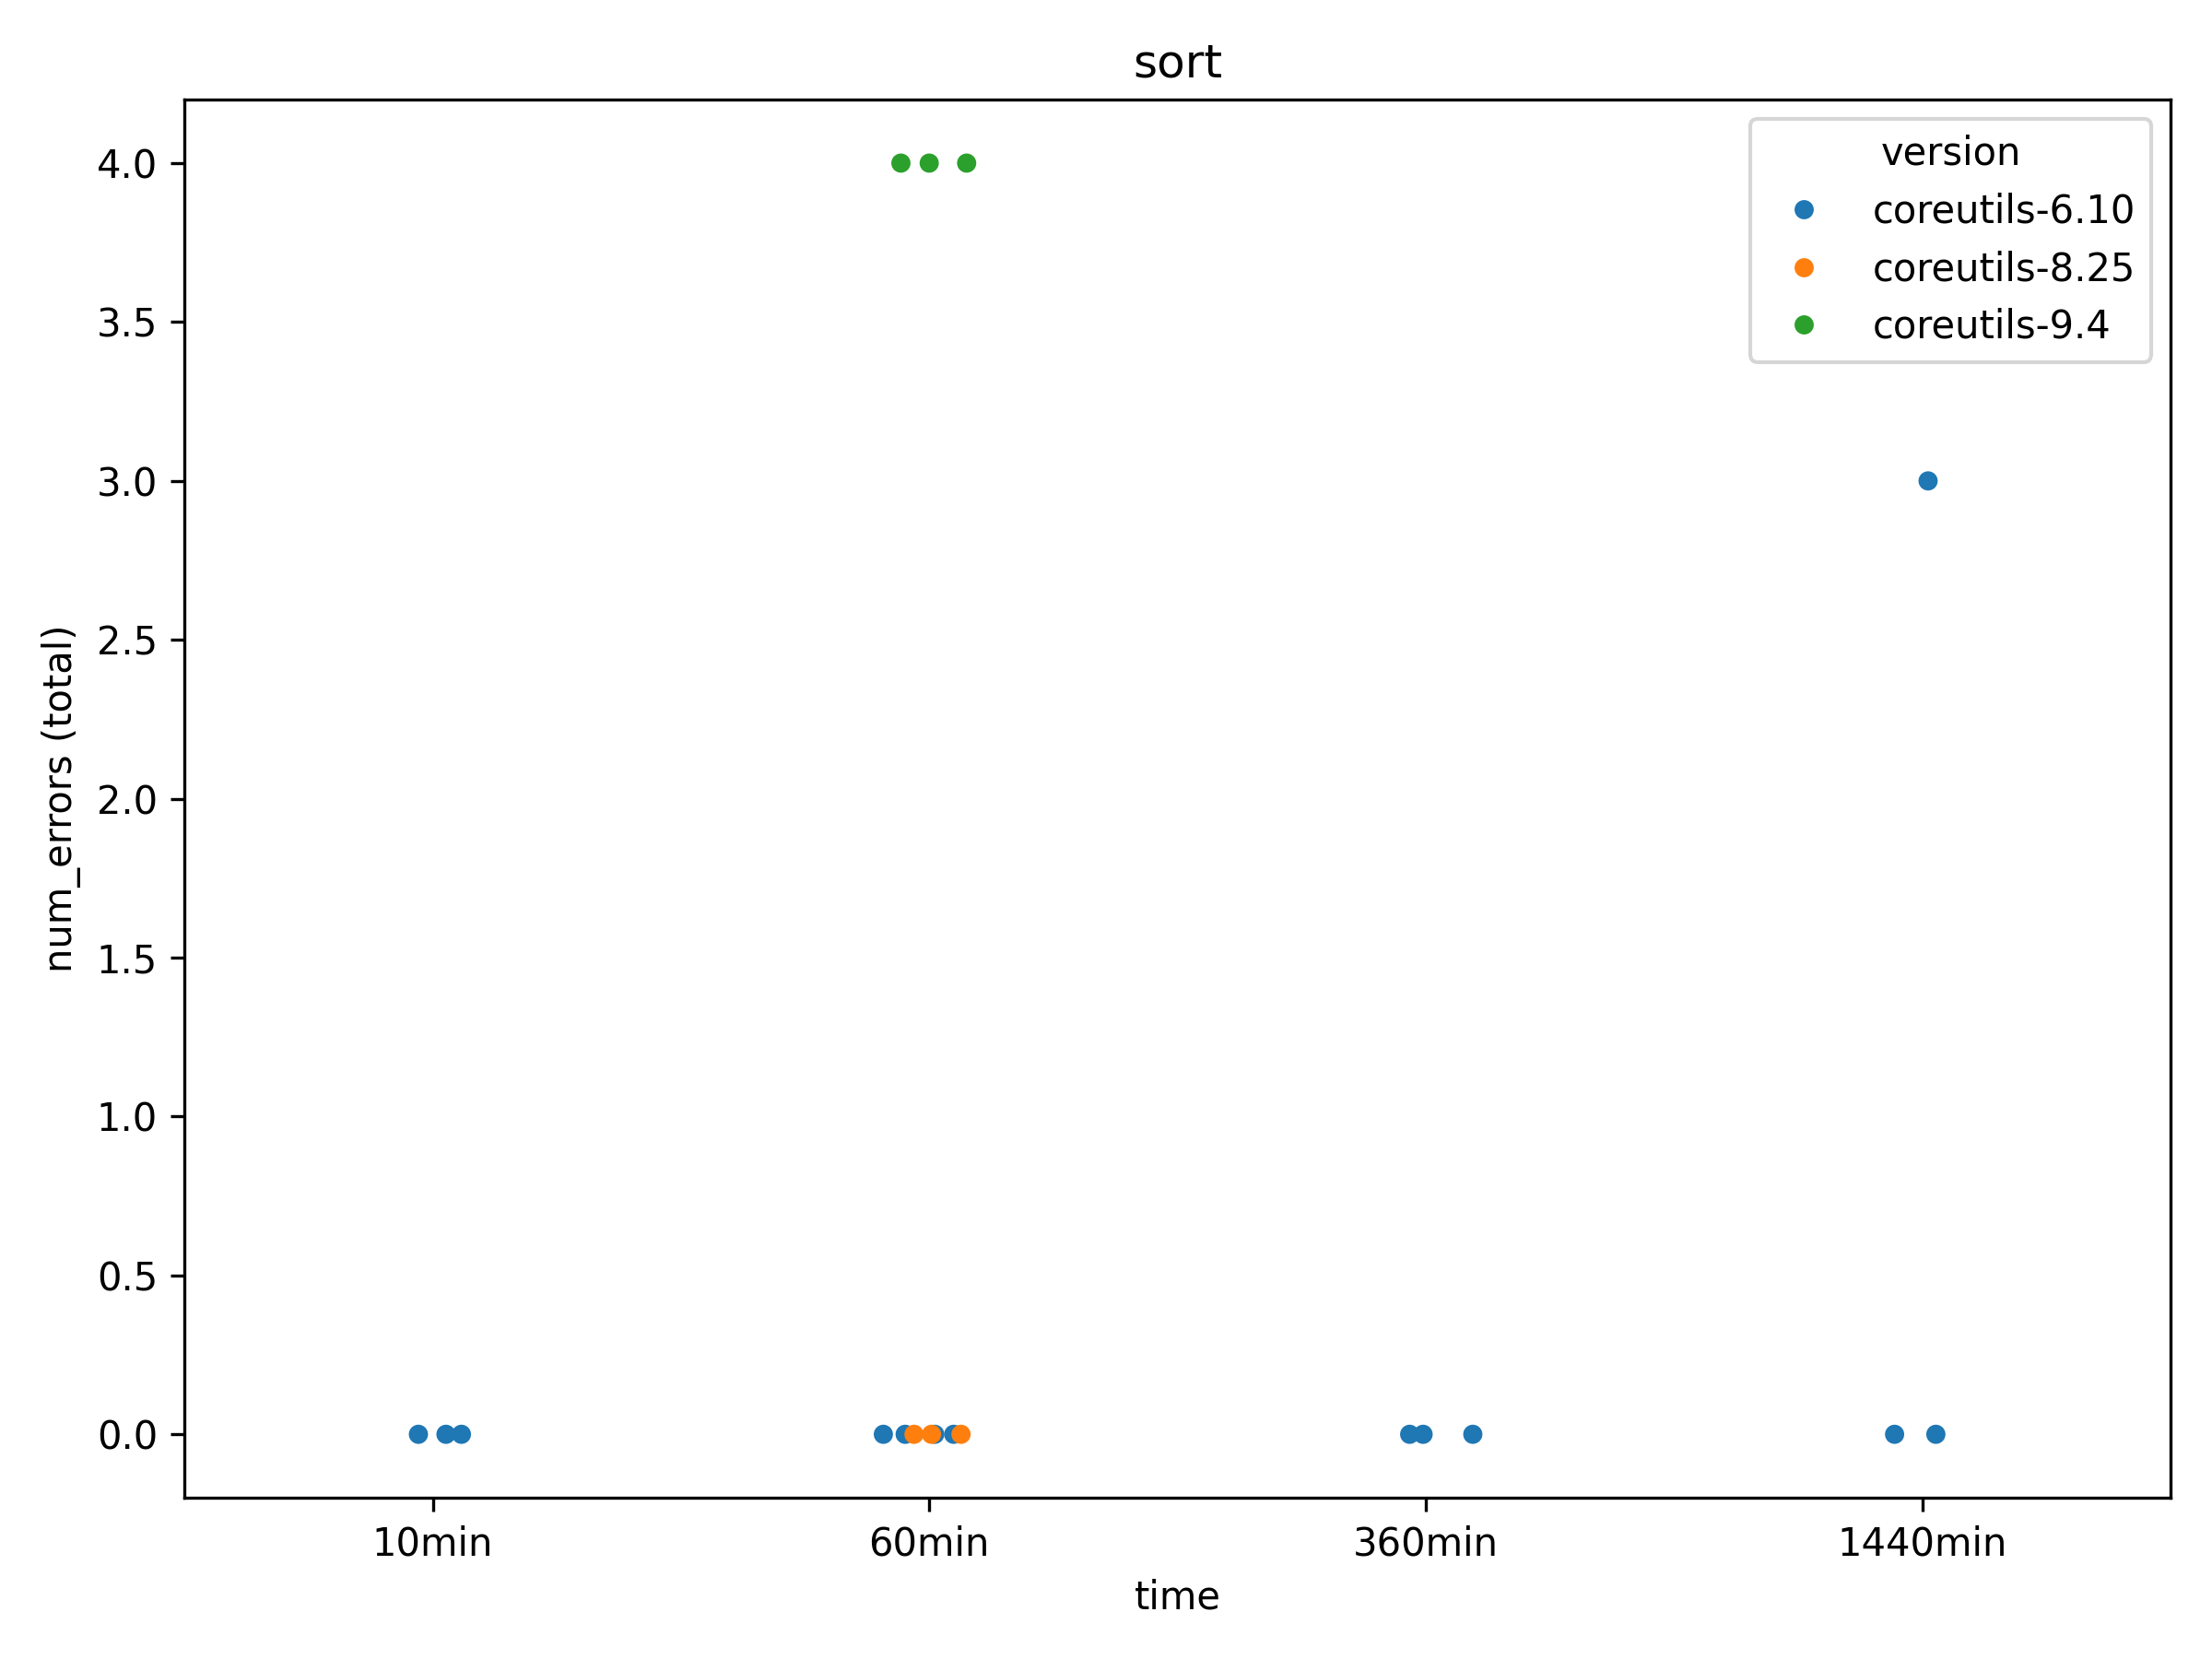 sort
version
coreutils-6.10
coreutils-8.25
coreutils-9.4
num_errors (total)
4.0
3.5
3.0
2.5
2.0
1.5
1.0
0.5
0.0
10min
60min
360min
1440min
time